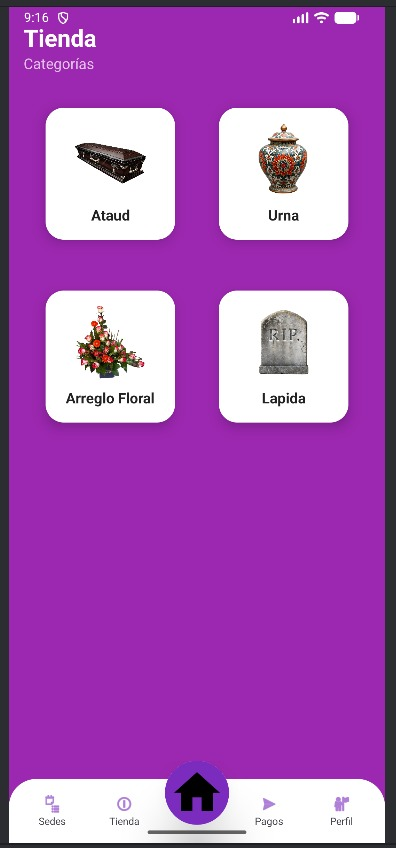 9:16
Tienda
Categorías
Ataud
Urna
Arreglo Floral
R.I.P.
Lapida
Sedes
Tienda
Pagos
Perfil